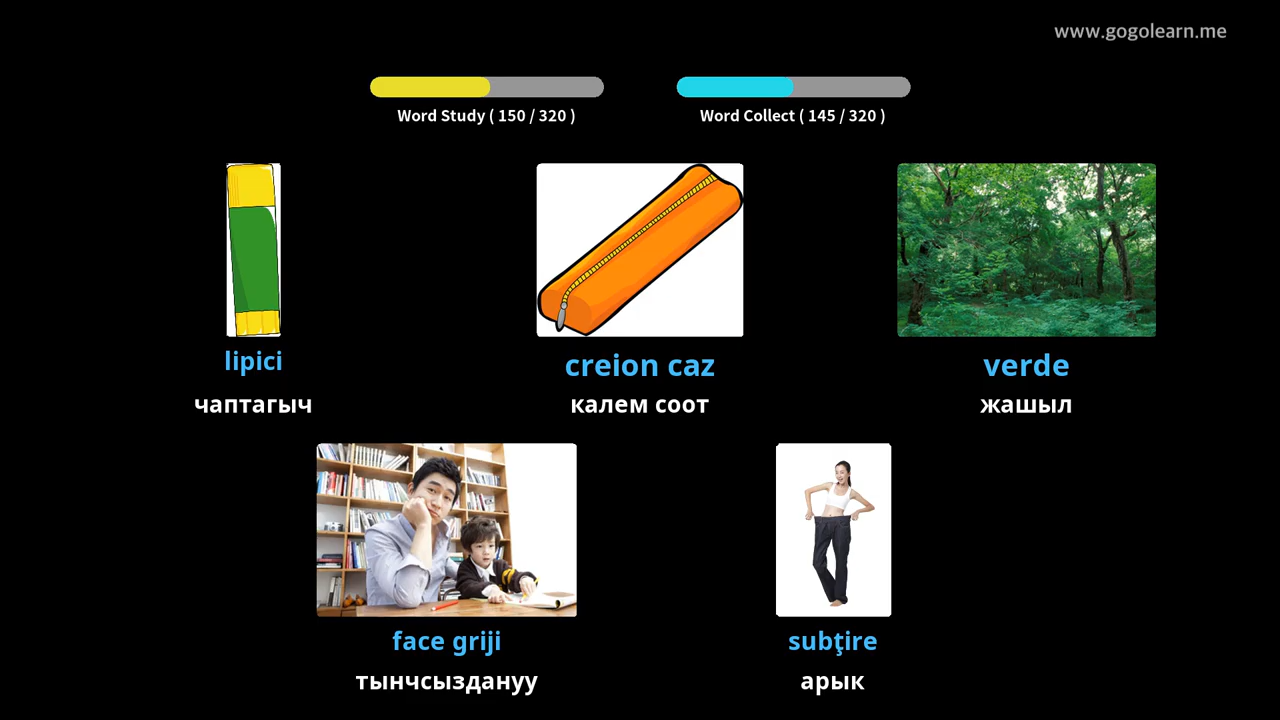 www.gogolearn.me
Word Study ( 150 / 320 )
Word Collect ( 145 / 320 )
lipici
creion caz
verde
чаптагыч
калем соот
жашыл
face griji
subţire
тынчсыздануу
арык